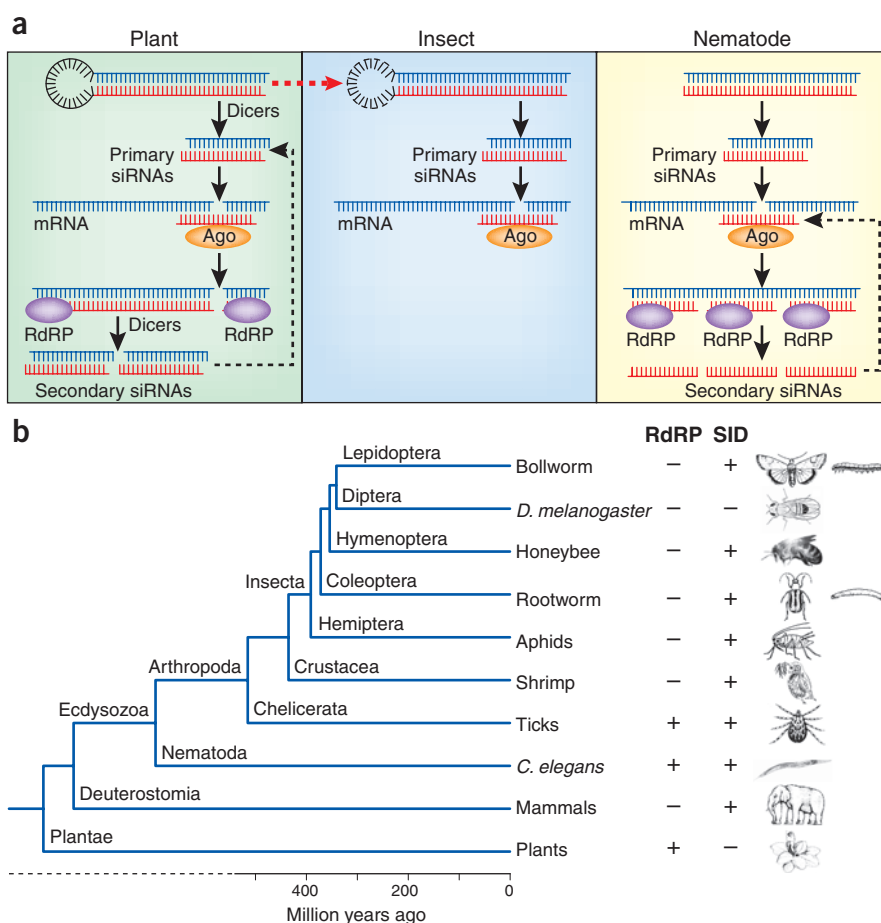 a
Plant Insect Nematode
Dicers
Primary
siRNAs
mRNA
Ago
RdRP
Dicers
RdRP
Secondary siRNAs
Primary
siRNAs
mRNA
Ago
Primary
siRNAs
mRNA
Ago
RdRP RdRP RdRP
Secondary siRNAs
b
RdRP SID
Lepidoptera
Bollworm – +
Diptera
D. melanogaster – –
Hymenoptera
Honeybee – +
Insecta Coleoptera
Rootworm – +
Hemiptera
Aphids – +
Arthropoda Crustacea
Shrimp – +
Chelicerata
Ticks + +
Ecdysozoa
Nematoda
C. elegans + +
Deuterostomia
Mammals – +
Plantae
Plants + –
400 200 0
Million years ago